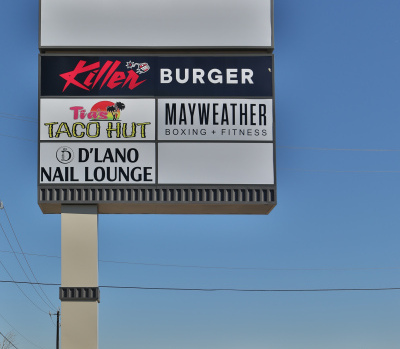 Killer BURGER
Tia's
TACO HUT
MAYWEATHER
BOXING + FITNESS
D D'LANO
NAIL LOUNGE